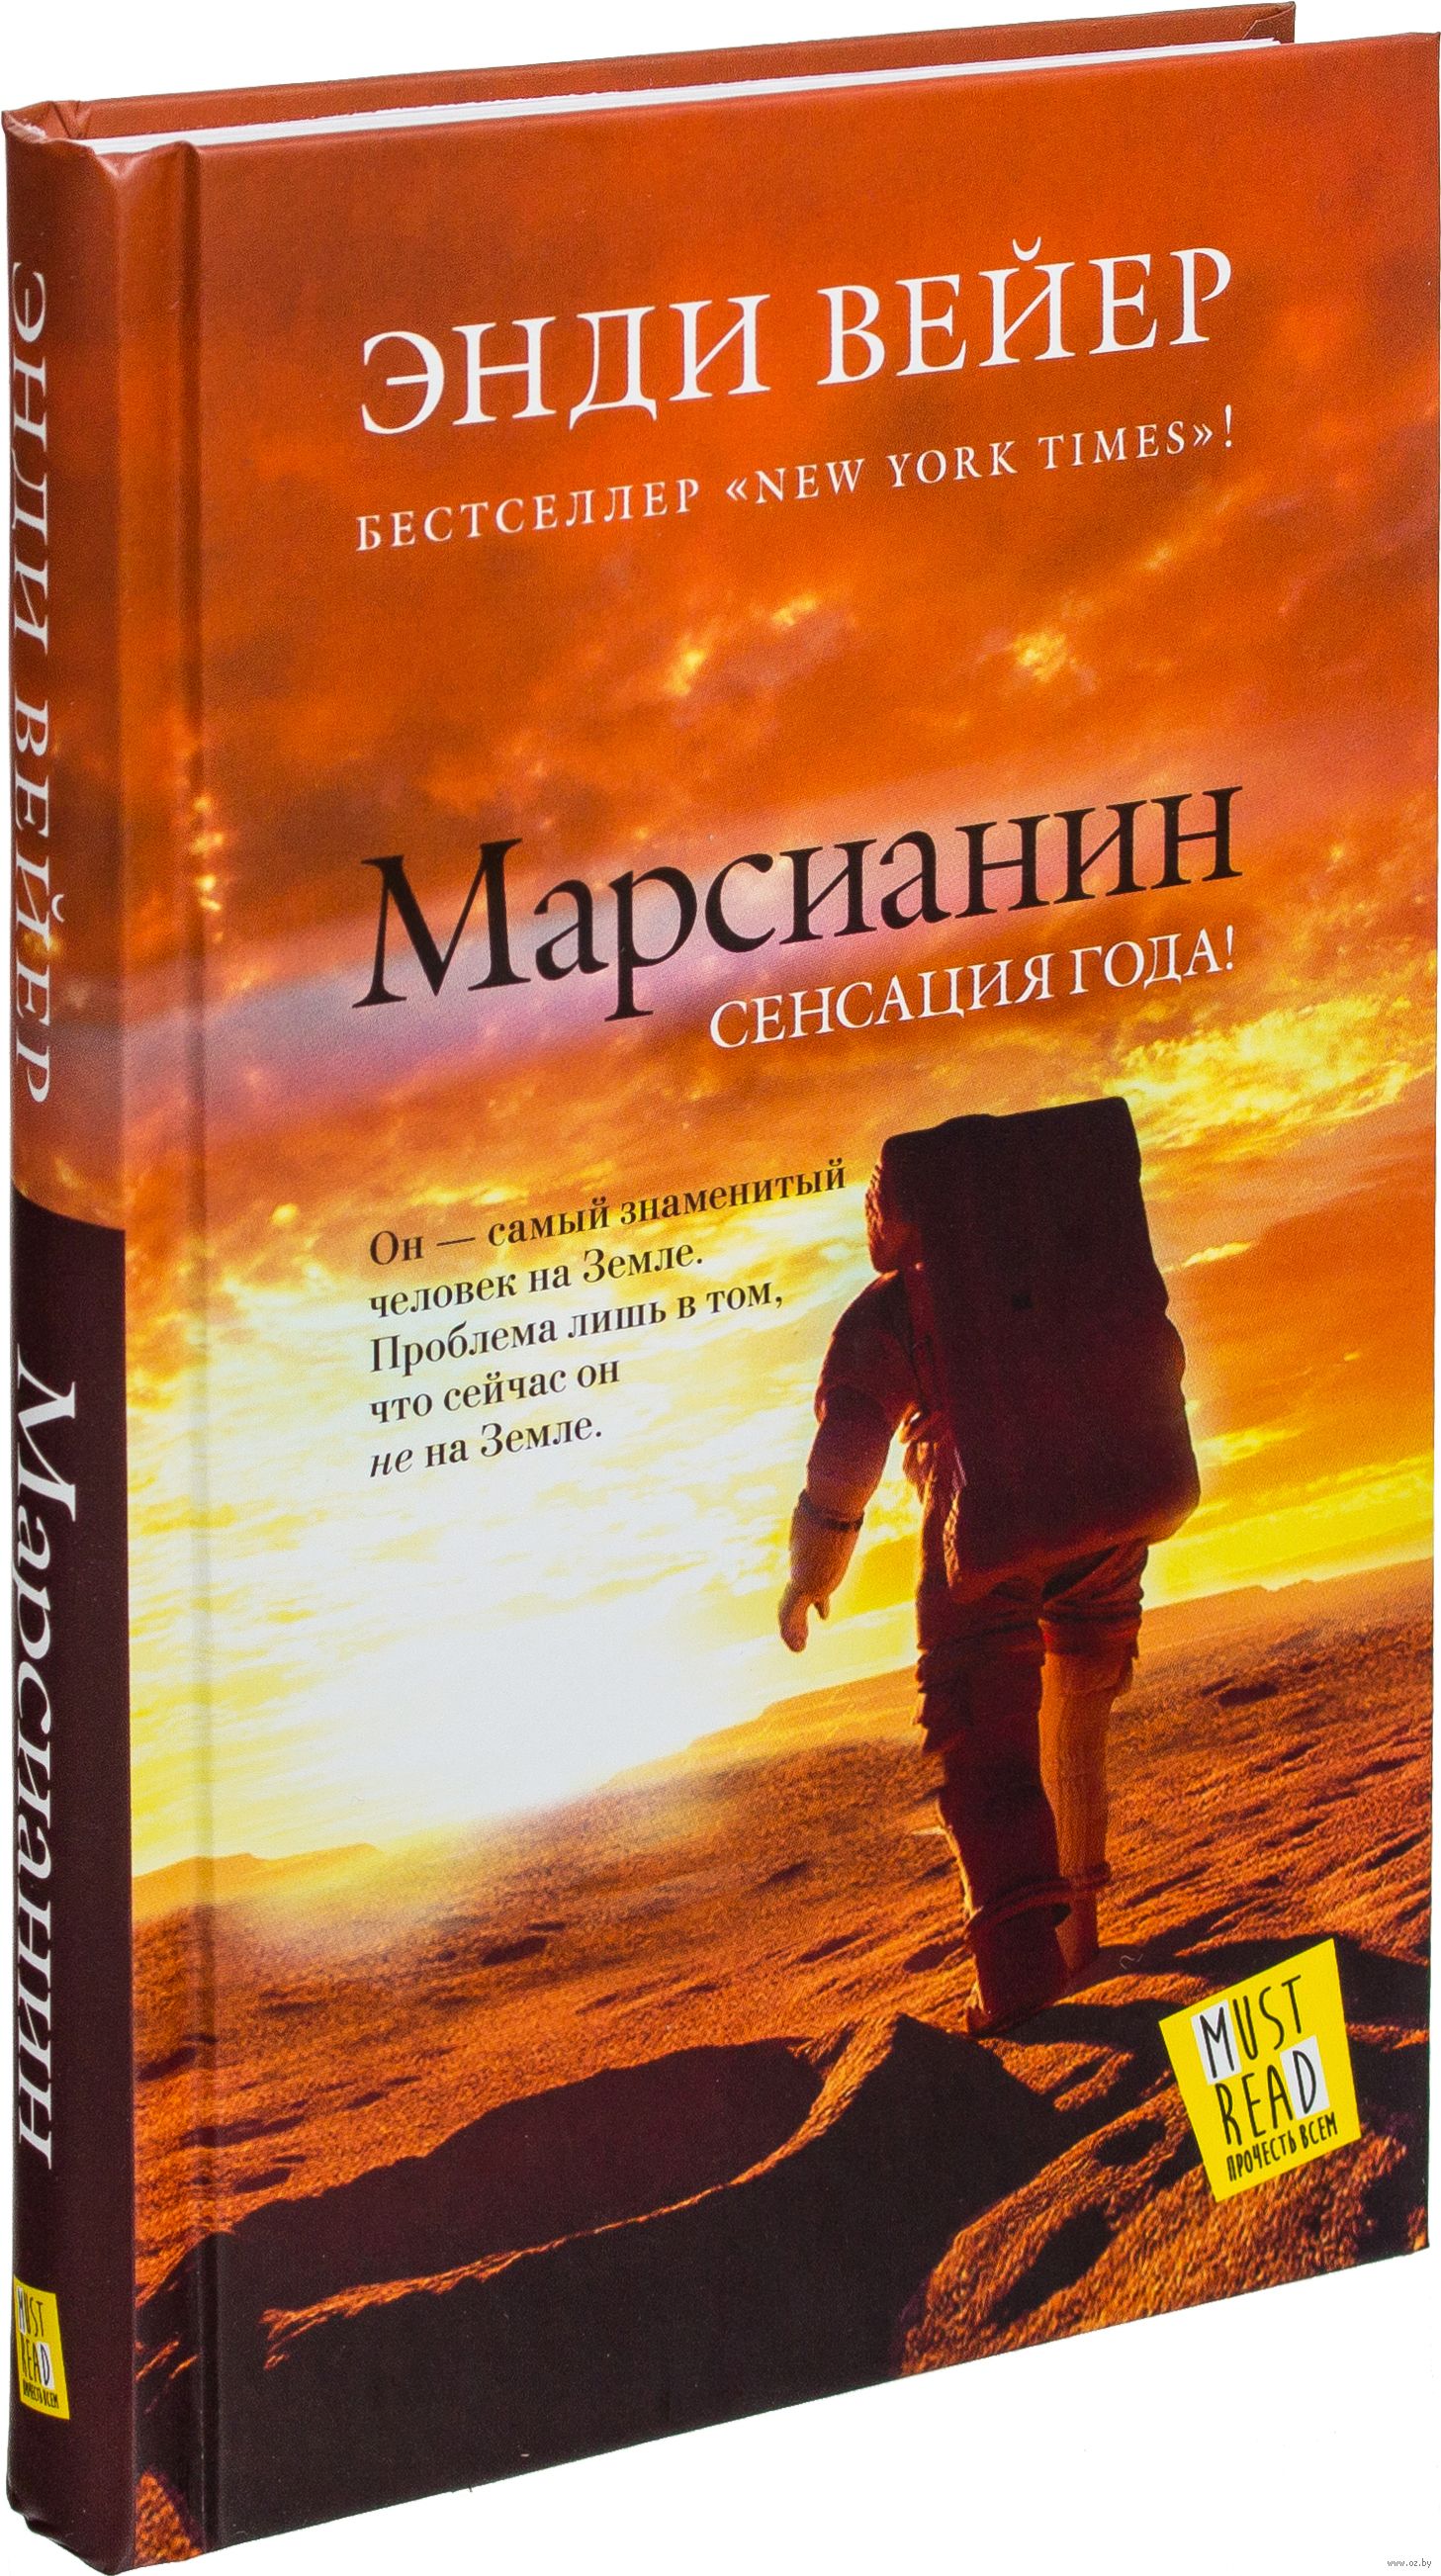 ЭНДИ ВЕЙЕР
БЕСТСЕЛЛЕР «NEW YORK TIMES»!
Марсианин
СЕНСАЦИЯ ГОДА!
Он — самый знаменитый
человек на Земле.
Проблема лишь в том,
что сейчас он
не на Земле.
MUST
READ
ПРОЧЕСТЬ ВСЕМ
ЭНДИ ВЕЙЕР
Марсианин
MUST
READ
ПРОЧЕСТЬ ВСЕМ
www.oz.by